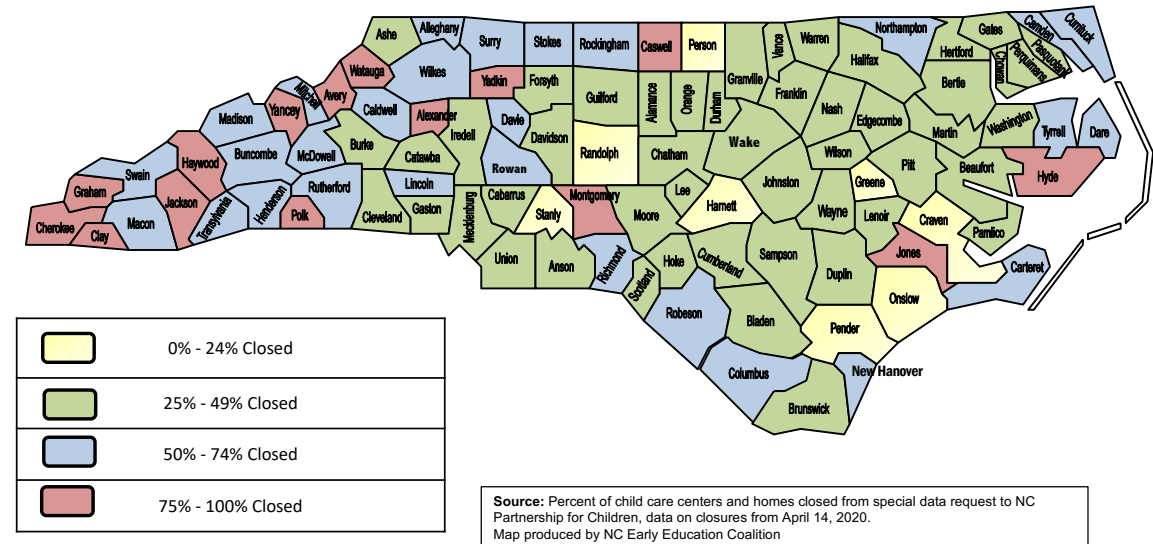 Ashe
Alleghany
Surry
Stokes
Rockingham
Caswell
Person
Granville
Vance
Warren
Northampton
Gates
Camden
Currituck
Hertford
Halifax
Chowan
Perquimans
Pasquotank
Watauga
Wilkes
Yadkin
Forsyth
Guilford
Alamance
Orange
Durham
Franklin
Nash
Edgecombe
Bertie
Mitchell
Avery
Yancey
Caldwell
Alexander
Iredell
Davie
Davidson
Randolph
Chatham
Wake
Wilson
Martin
Washington
Tyrrell
Dare
Madison
Buncombe
McDowell
Burke
Catawba
Rowan
Johnston
Greene
Pitt
Beaufort
Hyde
Haywood
Swain
Graham
Jackson
Cherokee
Clay
Macon
Transylvania
Henderson
Polk
Rutherford
Cleveland
Lincoln
Gaston
Mecklenburg
Cabarrus
Stanly
Montgomery
Moore
Lee
Harnett
Wayne
Lenoir
Craven
Pamlico
Jones
Carteret
Union
Anson
Richmond
Scotland
Hoke
Cumberland
Sampson
Duplin
Onslow
Robeson
Bladen
Pender
Columbus
New Hanover
Brunswick
0% - 24% Closed
25% - 49% Closed
50% - 74% Closed
75% - 100% Closed
Source: Percent of child care centers and homes closed from special data request to NC
Partnership for Children, data on closures from April 14, 2020.
Map produced by NC Early Education Coalition